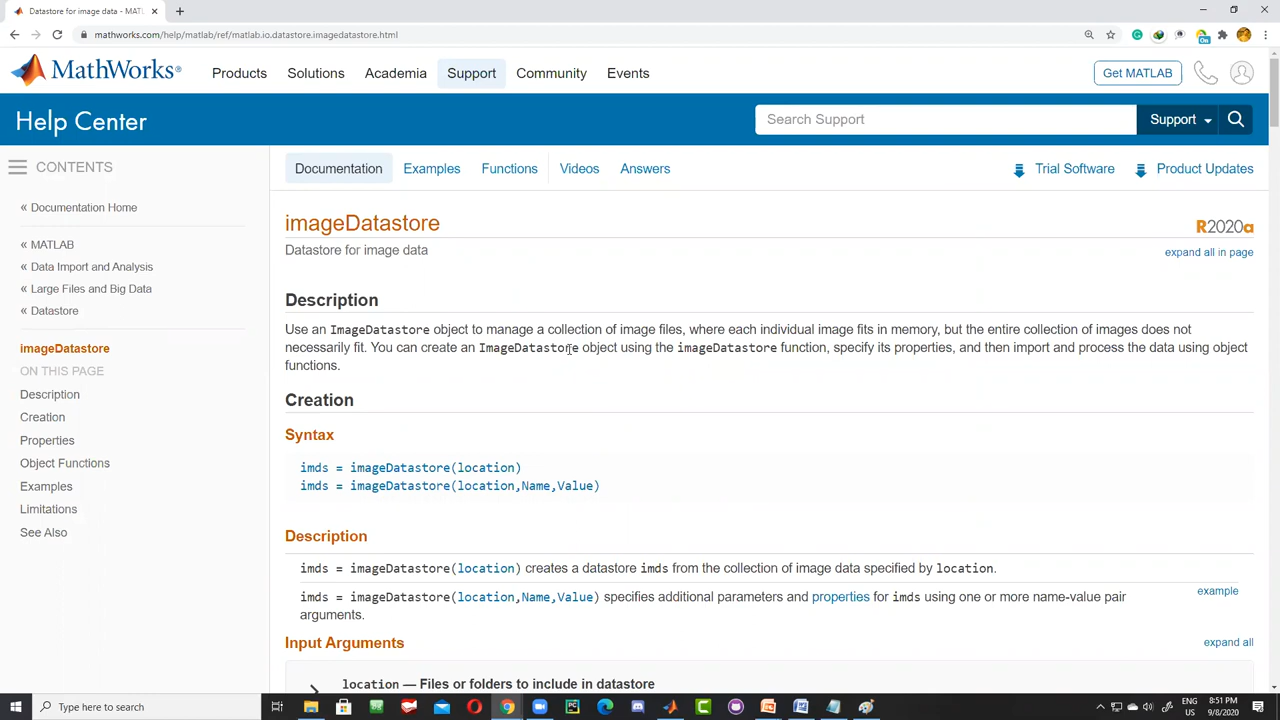 Datastore for image data - MATL
mathworks.com/help/matlab/ref/matlab.io.datastore.imagedatastore.html
On
MathWorks®
Products
Solutions
Academia
Support
Community
Events
Get MATLAB
Help Center
Search Support
Support
CONTENTS
Documentation
Examples
Functions
Videos
Answers
Trial Software
Product Updates
« Documentation Home
« MATLAB
« Data Import and Analysis
« Large Files and Big Data
« Datastore
imageDatastore
ON THIS PAGE
Description
Creation
Properties
Object Functions
Examples
Limitations
See Also
imageDatastore
R2020a
Datastore for image data
expand all in page
Description
Use an ImageDatastore object to manage a collection of image files, where each individual image fits in memory, but the entire collection of images does not
necessarily fit. You can create an ImageDatastore object using the imageDatastore function, specify its properties, and then import and process the data using object
functions.
Creation
Syntax
imds = imageDatastore(location)
imds = imageDatastore(location,Name,Value)
Description
imds = imageDatastore(location) creates a datastore imds from the collection of image data specified by location.
imds = imageDatastore(location,Name,Value) specifies additional parameters and properties for imds using one or more name-value pair
arguments.
example
Input Arguments
expand all
location — Files or folders to include in datastore
Type here to search
ENG
US
8:51 PM
9/8/2020